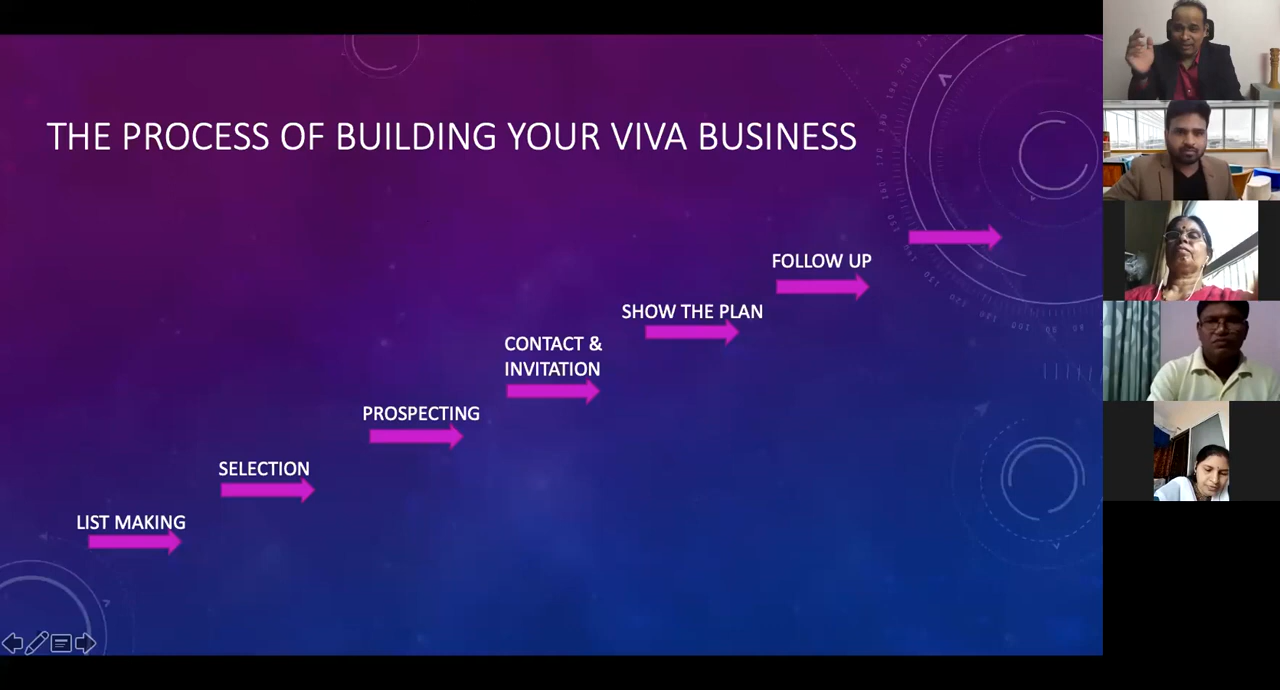 THE PROCESS OF BUILDING YOUR VIVA BUSINESS
FOLLOW UP
SHOW THE PLAN
CONTACT &
INVITATION
PROSPECTING
SELECTION
LIST MAKING